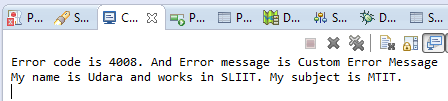 P...
P...
C...
P...
P...
D...
S...
S...
Error code is 4008. And Error message is Custom Error Message
My name is Udara and works in SLIIT. My subject is MTIT.